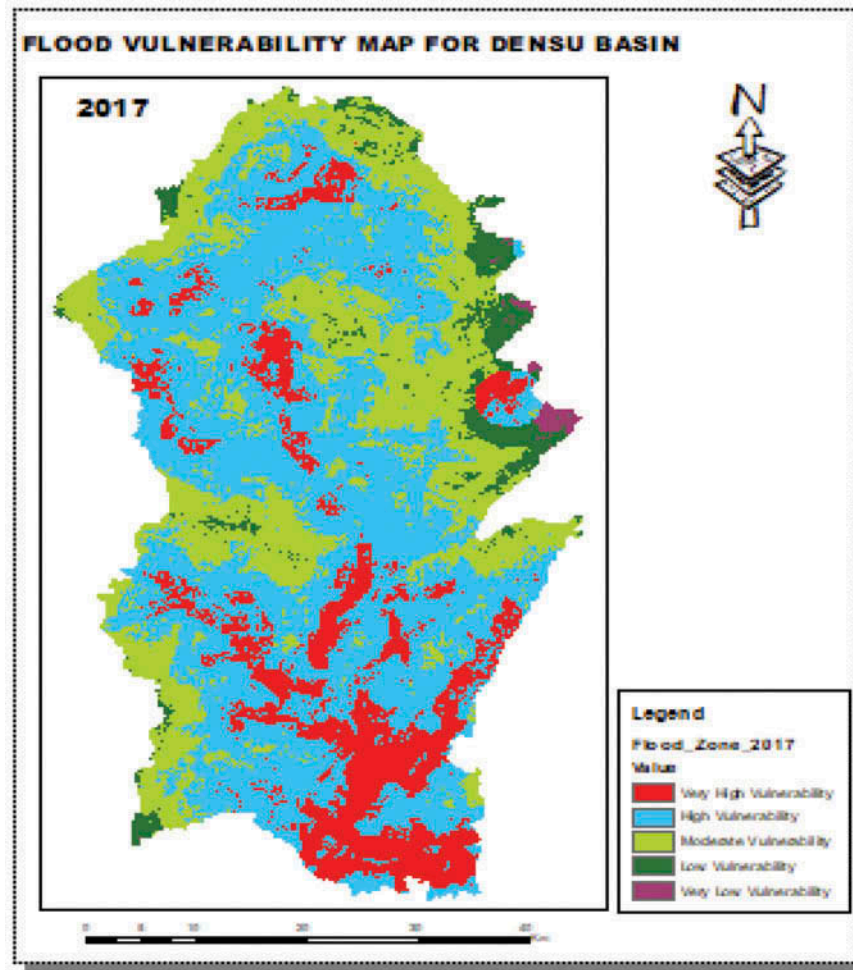 FLOOD VULNERABILITY MAP FOR DENSU BASIN
2017
N
Legend
Flood_Zone_2017
Value
Very High Vulnerability
High Vulnerability
Moderate Vulnerability
Low Vulnerability
Very Low Vulnerability
0 5 10 20 30 40
Km